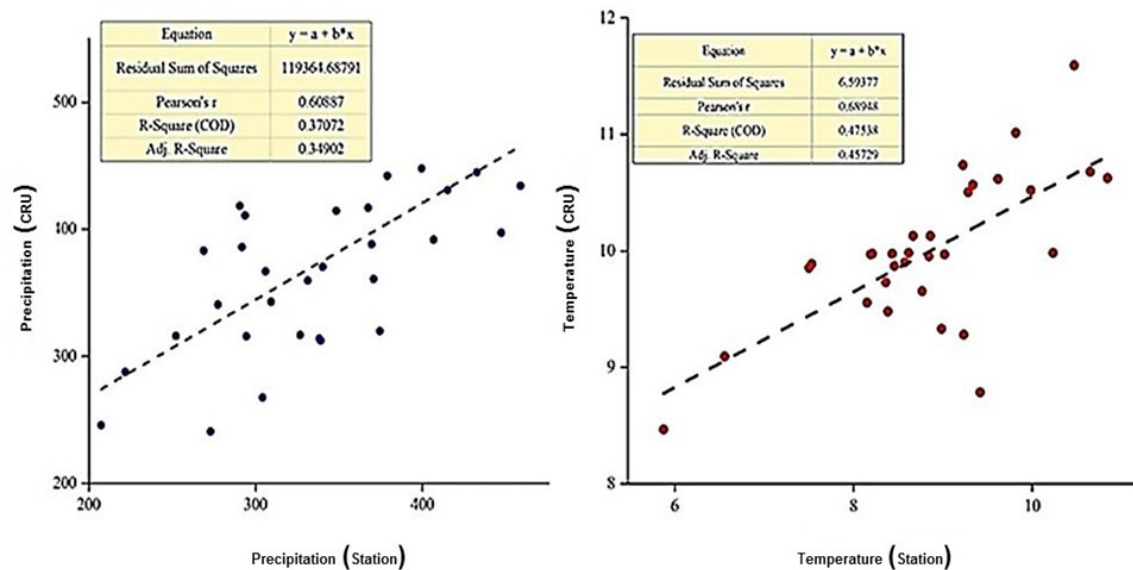 Equation y = a + b*x
Residual Sum of Squares 119364.68791
Pearson's r 0.60887
R-Square (COD) 0.37072
Adj. R-Square 0.34902
500
100
300
200
200 300 400
Precipitation (CRU)
Precipitation (Station)
Equation y = a + b*x
Residual Sum of Squares 6.59377
Pearson's r 0.68948
R-Square (COD) 0.47538
Adj. R-Square 0.45729
12
11
10
9
8
6 8 10
Temperature (CRU)
Temperature (Station)